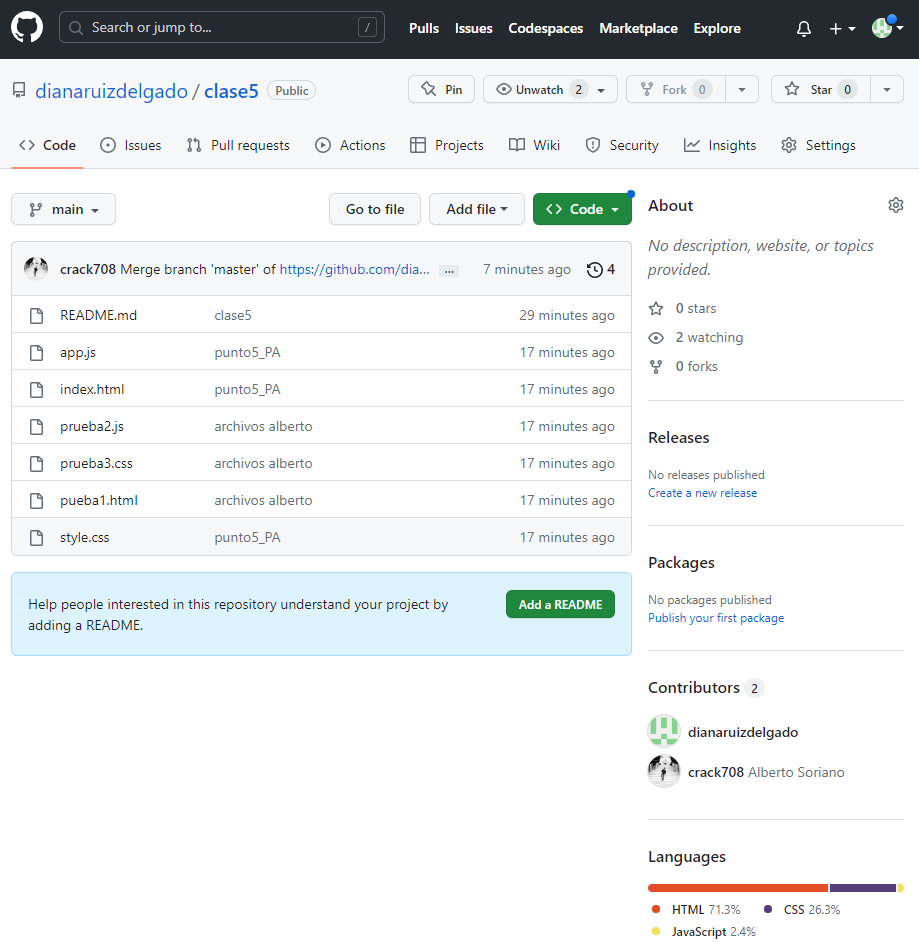 Search or jump to... /
Pulls Issues Codespaces Marketplace Explore
dianaruizdelgado / clase5 Public
Pin Unwatch 2 Fork 0 Star 0
Code Issues Pull requests Actions Projects Wiki Security Insights Settings
main Go to file Add file Code
crack708 Merge branch 'master' of https://github.com/dia... ... 7 minutes ago 4
README.md clase5 29 minutes ago
app.js punto5_PA 17 minutes ago
index.html punto5_PA 17 minutes ago
prueba2.js archivos alberto 17 minutes ago
prueba3.css archivos alberto 17 minutes ago
pueba1.html archivos alberto 17 minutes ago
style.css punto5_PA 17 minutes ago
Help people interested in this repository understand your project by
adding a README.
Add a README
About
No description, website, or topics
provided.
0 stars
2 watching
0 forks
Releases
No releases published
Create a new release
Packages
No packages published
Publish your first package
Contributors 2
dianaruizdelgado
crack708 Alberto Soriano
Languages
HTML 71.3% CSS 26.3%
JavaScript 2.4%